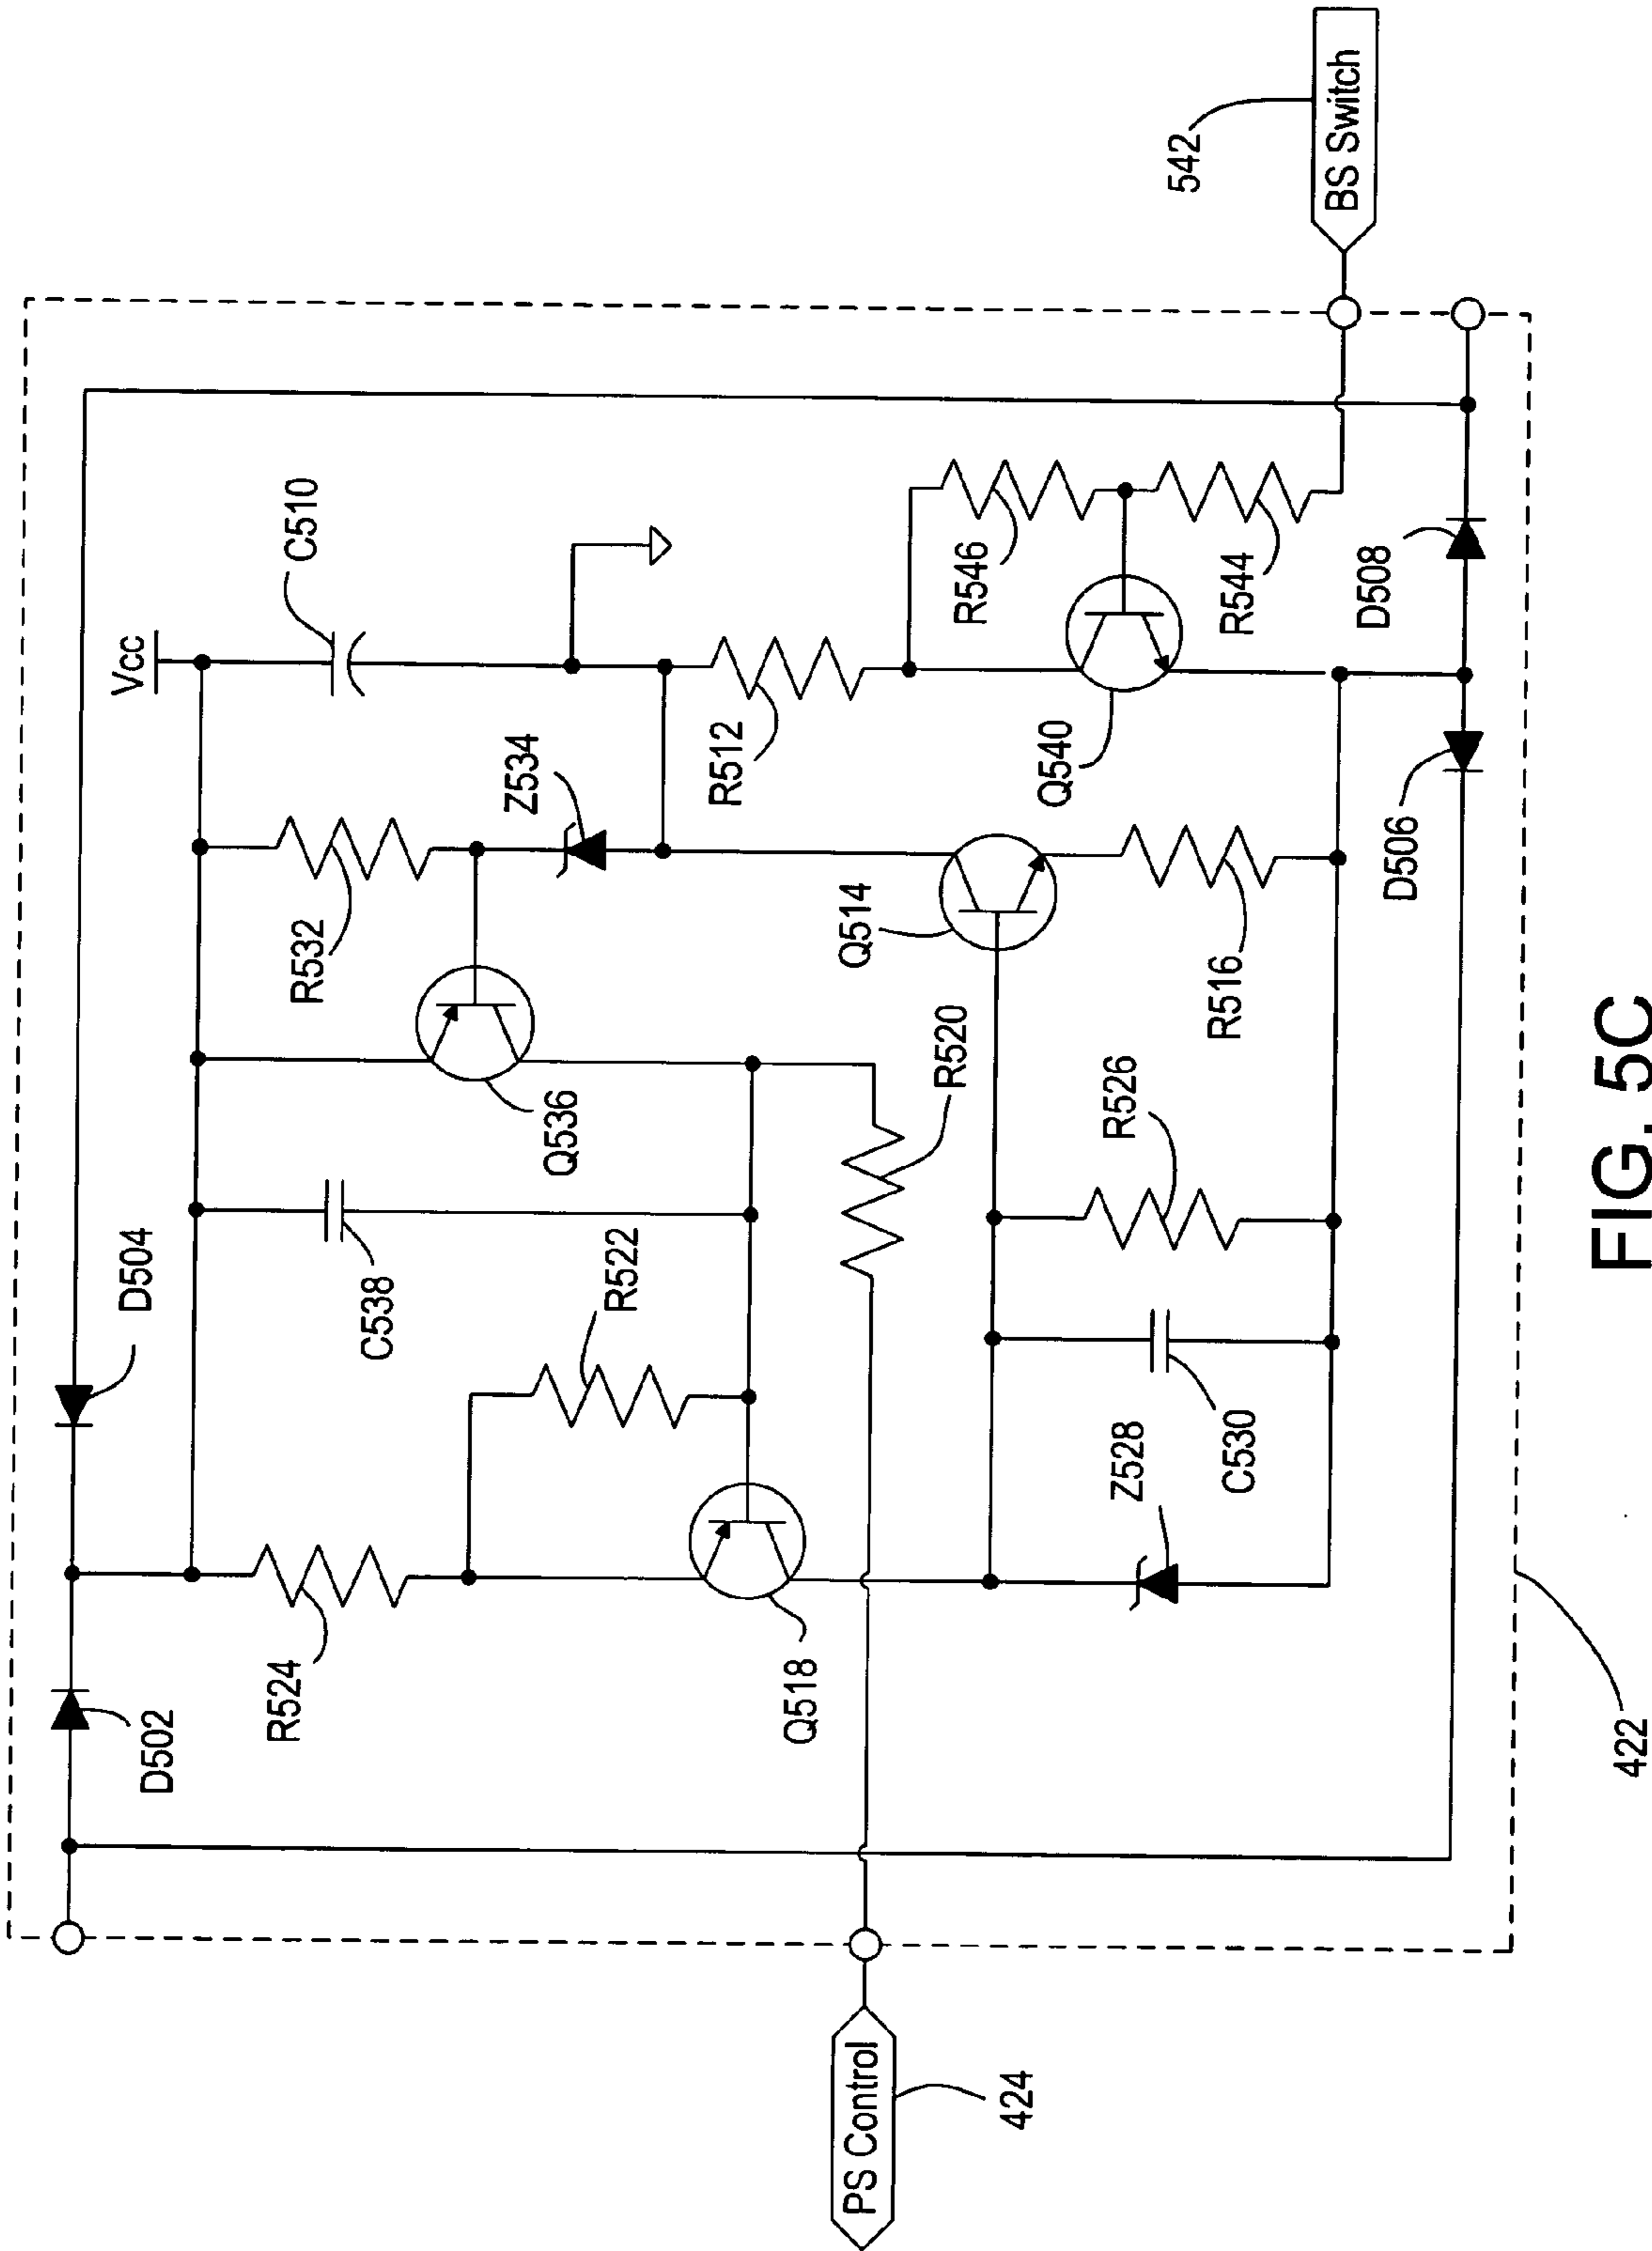 Vcc
C510
D504
R532
Z534
R524
C538
Q536
R522
D502
R512
R546
Q518
Q514
Q540
R520
R544
PS Control
424
R526
R516
Z528
C530
D506
D508
542
BS Switch
422
FIG. 5C